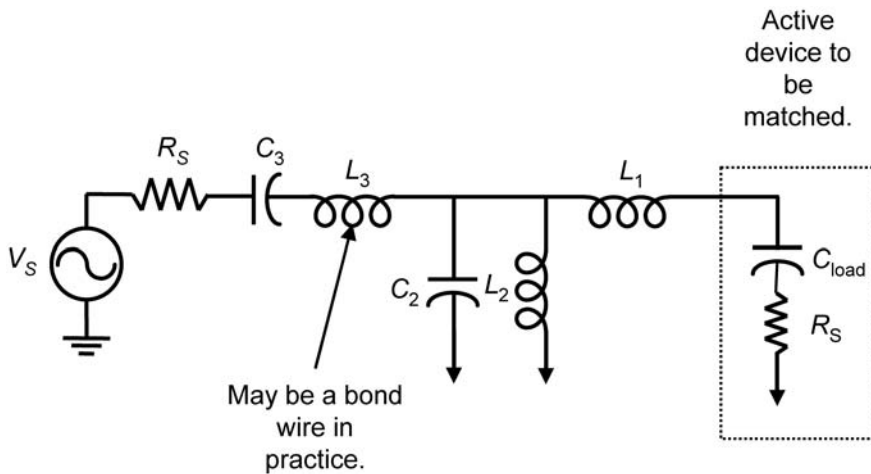 Active
device to
be
matched.
R_S
C_3
L_3
L_1
V_S
C_2
L_2
C_load
R_S
May be a bond
wire in
practice.